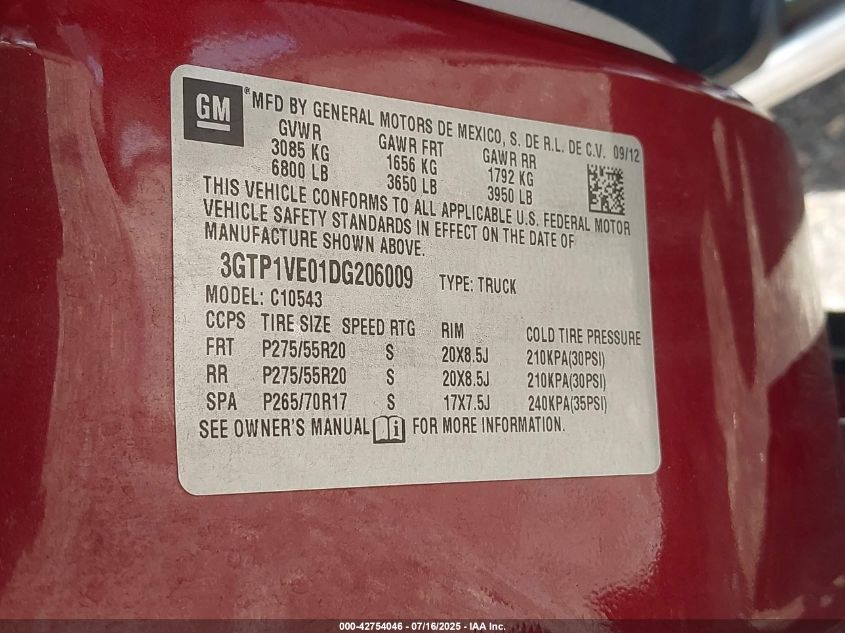 GM ® MFD BY GENERAL MOTORS DE MEXICO, S. DE R.L. DE C.V. 09/12
GVWR GAWR FRT GAWR RR
3085 KG 1656 KG 1792 KG
6800 LB 3650 LB 3950 LB
THIS VEHICLE CONFORMS TO ALL APPLICABLE U.S. FEDERAL MOTOR
VEHICLE SAFETY STANDARDS IN EFFECT ON THE DATE OF
MANUFACTURE SHOWN ABOVE.
3GTP1VE01DG206009 TYPE: TRUCK
MODEL: C10543
CCPS TIRE SIZE SPEED RTG RIM COLD TIRE PRESSURE
FRT P275/55R20 S 20X8.5J 210KPA(30PSI)
RR P275/55R20 S 20X8.5J 210KPA(30PSI)
SPA P265/70R17 S 17X7.5J 240KPA(35PSI)
SEE OWNER'S MANUAL i FOR MORE INFORMATION.
000-42754046 - 07/16/2025 - IAA Inc.